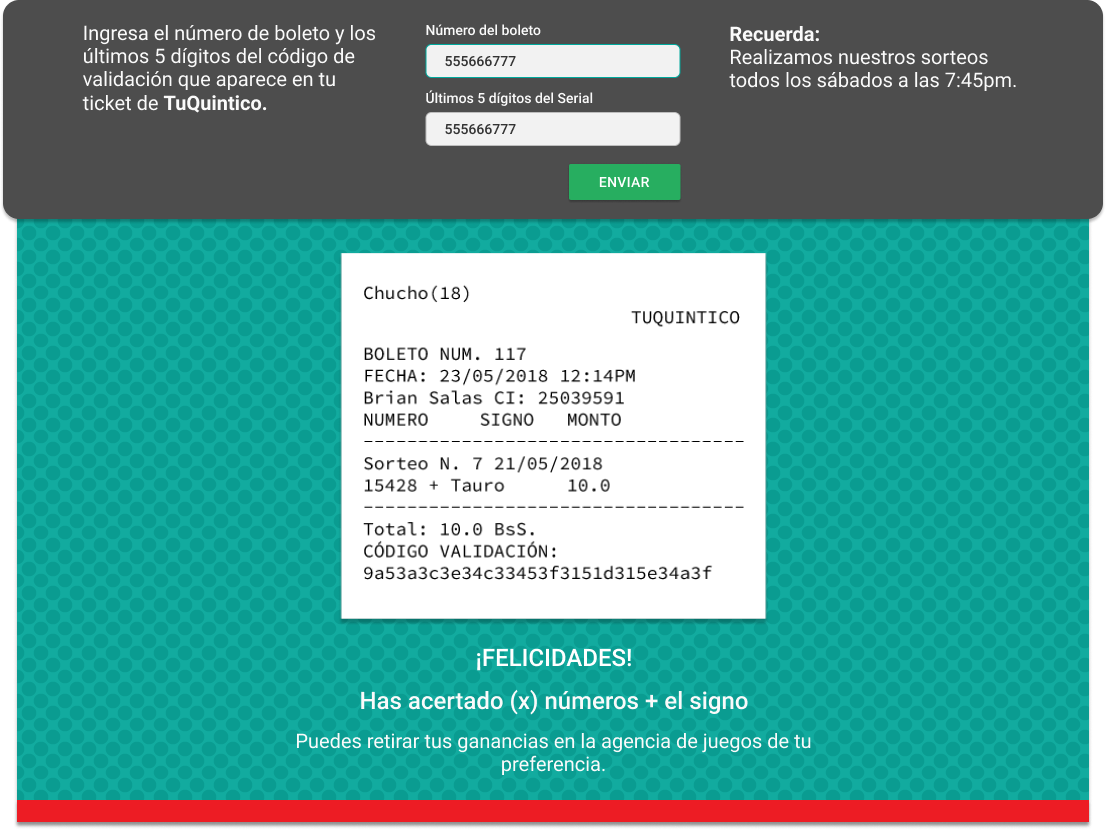 Ingresa el número de boleto y los
últimos 5 dígitos del código de
validación que aparece en tu
ticket de TuQuintico.
Número del boleto
555666777
Últimos 5 dígitos del Serial
555666777
ENVIAR
Recuerda:
Realizamos nuestros sorteos
todos los sábados a las 7:45pm.
Chucho(18)
TUQUINTICO
BOLETO NUM. 117
FECHA: 23/05/2018 12:14PM
Brian Salas CI: 25039591
NUMERO SIGNO MONTO
-----------------------------------
Sorteo N. 7 21/05/2018
15428 + Tauro 10.0
-----------------------------------
Total: 10.0 BsS.
CÓDIGO VALIDACIÓN:
9a53a3c3e34c33453f3151d315e34a3f
¡FELICIDADES!
Has acertado (x) números + el signo
Puedes retirar tus ganancias en la agencia de juegos de tu
preferencia.